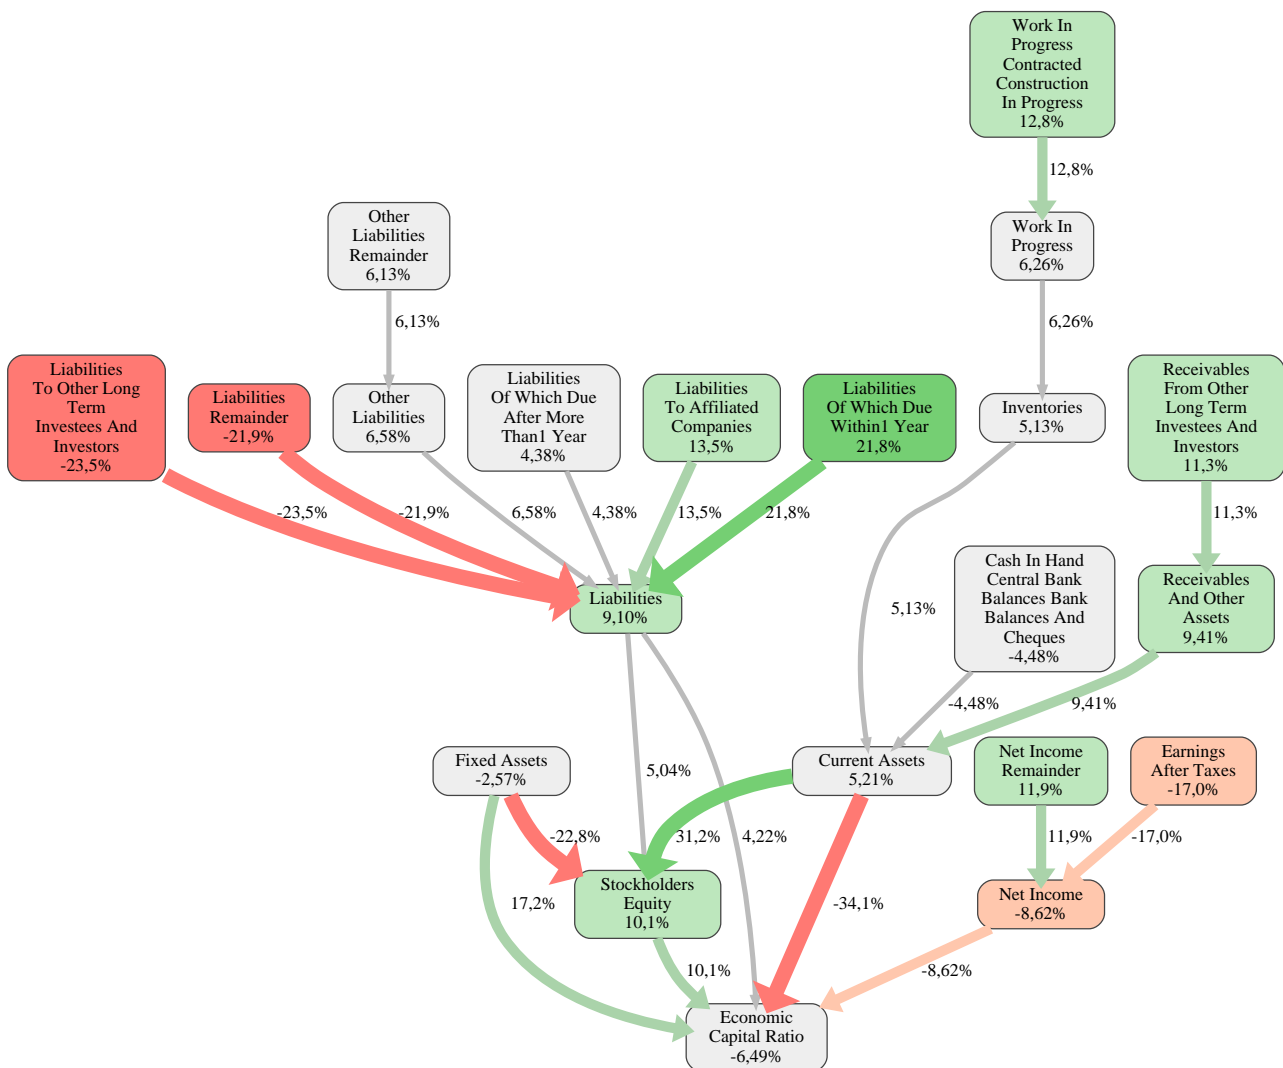 Work In
Progress
Contracted
Construction
In Progress
12,8%
12,8%
Other
Liabilities
Remainder
6,13%
Work In
Progress
6,26%
6,13%
6,26%
Liabilities
To Other Long
Term
Investees And
Investors
-23,5%
Liabilities
Remainder
-21,9%
Other
Liabilities
6,58%
Liabilities
Of Which Due
After More
Than1 Year
4,38%
Liabilities
To Affiliated
Companies
13,5%
Liabilities
Of Which Due
Within1 Year
21,8%
Inventories
5,13%
Receivables
From Other
Long Term
Investees And
Investors
11,3%
-23,5%
-21,9%
6,58%
4,38%
13,5%
21,8%
11,3%
Liabilities
9,10%
5,13%
Cash In Hand
Central Bank
Balances Bank
Balances And
Cheques
-4,48%
Receivables
And Other
Assets
9,41%
-4,48%
9,41%
Fixed Assets
-2,57%
5,04%
Current Assets
5,21%
Net Income
Remainder
11,9%
Earnings
After Taxes
-17,0%
-22,8%
31,2%
4,22%
11,9%
-17,0%
17,2%
Stockholders
Equity
10,1%
-34,1%
Net Income
-8,62%
10,1%
-8,62%
Economic
Capital Ratio
-6,49%